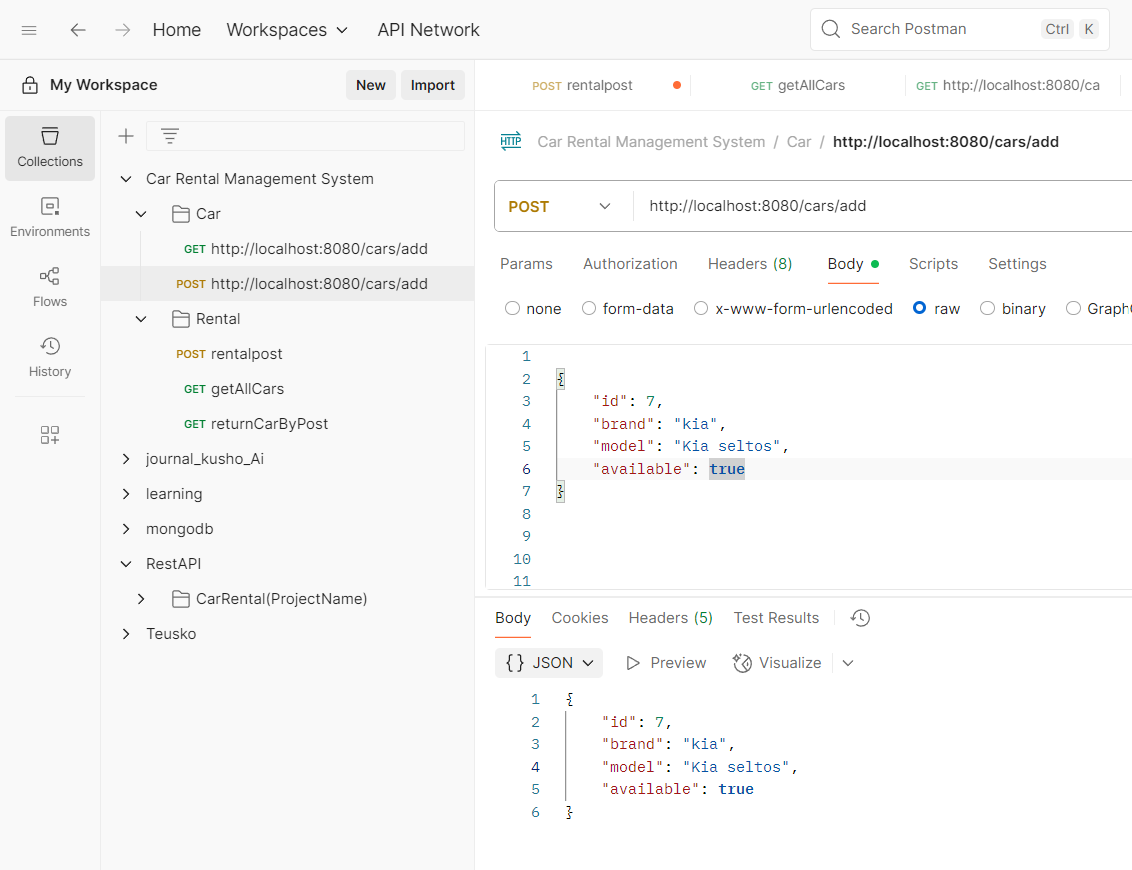 Home Workspaces API Network Search Postman Ctrl K
My Workspace New Import
POST rentalpost GET getAllCars GET http://localhost:8080/ca
Collections
Environments
Flows
History
Car Rental Management System
Car
GET http://localhost:8080/cars/add
POST http://localhost:8080/cars/add
Rental
POST rentalpost
GET getAllCars
GET returnCarByPost
journal_kusho_Ai
learning
mongodb
RestAPI
CarRental(ProjectName)
Teusko
HTTP Car Rental Management System / Car / http://localhost:8080/cars/add
POST http://localhost:8080/cars/add
Params Authorization Headers (8) Body Scripts Settings
none form-data x-www-form-urlencoded raw binary Graph
1
2 {
3 "id": 7,
4 "brand": "kia",
5 "model": "Kia seltos",
6 "available": true
7 }
8
9
10
11
Body Cookies Headers (5) Test Results
{} JSON Preview Visualize
1 {
2 "id": 7,
3 "brand": "kia",
4 "model": "Kia seltos",
5 "available": true
6 }